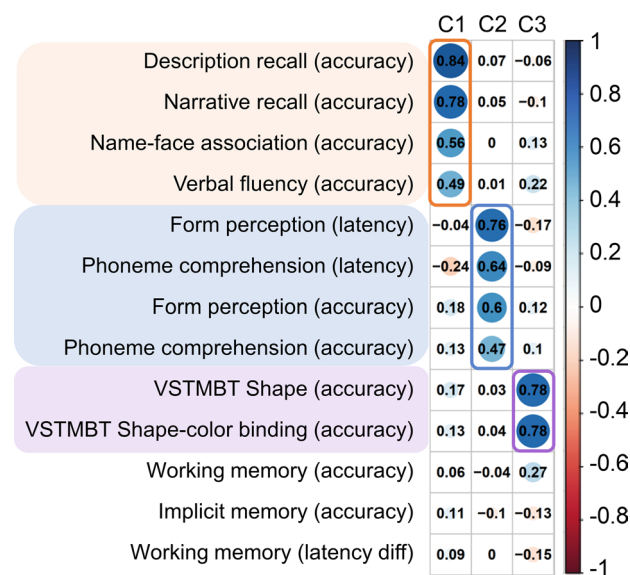 C1 C2 C3
Description recall (accuracy) 0.84 0.07 −0.06
Narrative recall (accuracy) 0.78 0.05 −0.1
Name-face association (accuracy) 0.56 0 0.13
Verbal fluency (accuracy) 0.49 0.01 0.22
Form perception (latency) −0.04 0.76 −0.17
Phoneme comprehension (latency) −0.24 0.64 −0.09
Form perception (accuracy) 0.18 0.6 0.12
Phoneme comprehension (accuracy) 0.13 0.47 0.1
VSTMBT Shape (accuracy) 0.17 0.03 0.78
VSTMBT Shape-color binding (accuracy) 0.13 0.04 0.78
Working memory (accuracy) 0.06 −0.04 0.27
Implicit memory (accuracy) 0.11 −0.1 −0.13
Working memory (latency diff) 0.09 0 −0.15
1
0.8
0.6
0.4
0.2
0
-0.2
-0.4
-0.6
-0.8
-1